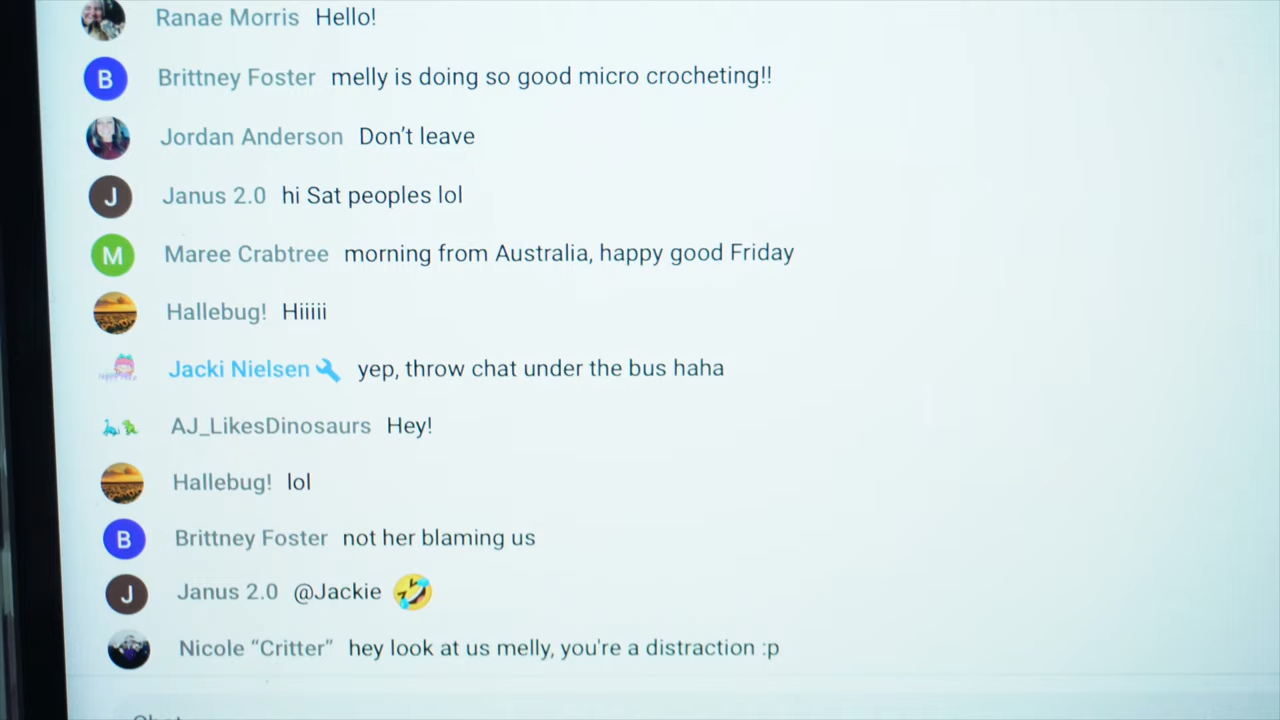 Ranae Morris Hello!
B Brittney Foster melly is doing so good micro crocheting!!
Jordan Anderson Don’t leave
J Janus 2.0 hi Sat peoples lol
M Maree Crabtree morning from Australia, happy good Friday
Hallebug! Hiiiii
Jacki Nielsen yep, throw chat under the bus haha
AJ_LikesDinosaurs Hey!
Hallebug! lol
B Brittney Foster not her blaming us
J Janus 2.0 @Jackie 🤣
Nicole “Critter” hey look at us melly, you're a distraction :p